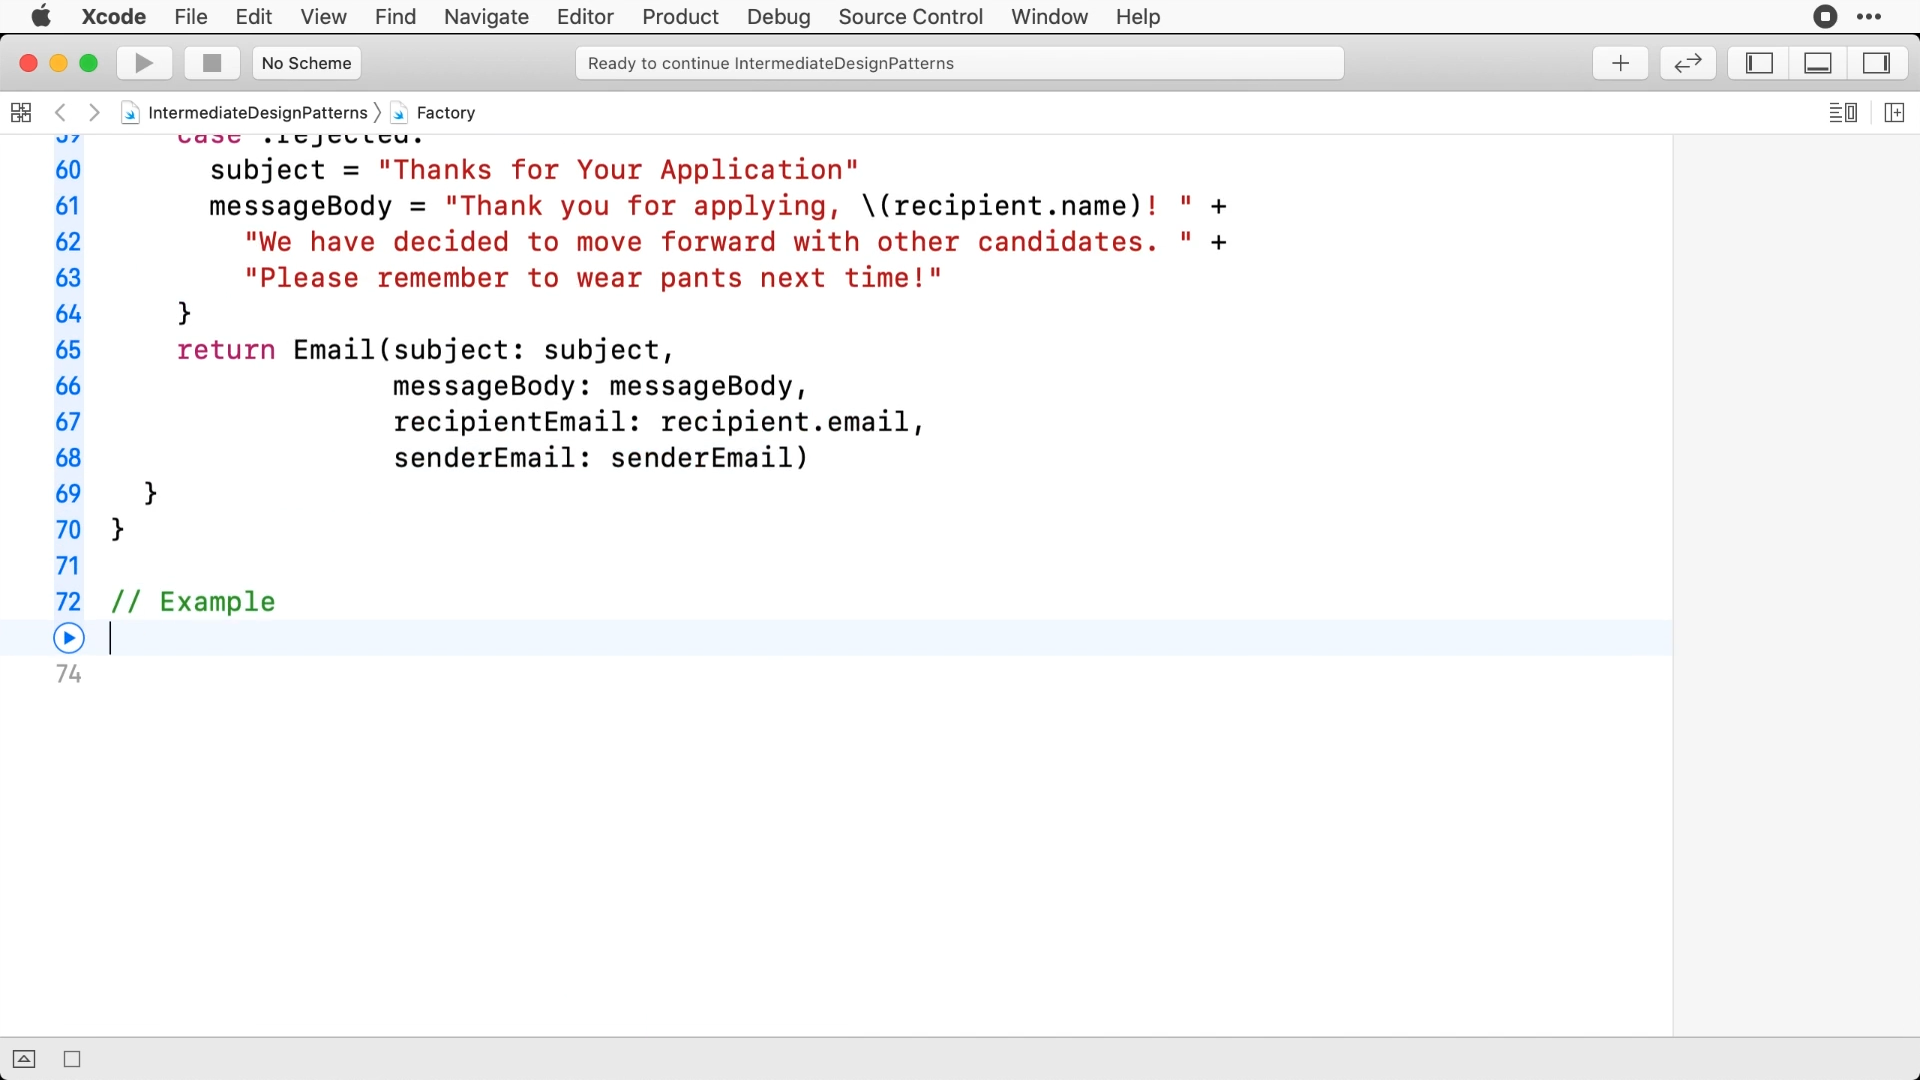 Xcode File Edit View Find Navigate Editor Product Debug Source Control Window Help
No Scheme Ready to continue IntermediateDesignPatterns
IntermediateDesignPatterns Factory
59 case .rejected:
60 subject = "Thanks for Your Application"
61 messageBody = "Thank you for applying, \(recipient.name)! " +
62 "We have decided to move forward with other candidates. " +
63 "Please remember to wear pants next time!"
64 }
65 return Email(subject: subject,
66 messageBody: messageBody,
67 recipientEmail: recipient.email,
68 senderEmail: senderEmail)
69 }
70 }
71
72 // Example
74